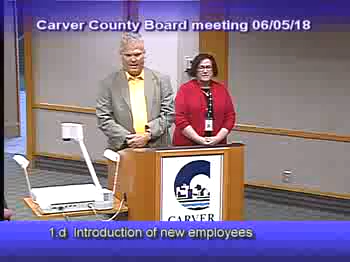 Carver County Board meeting 06/05/18
CARVER
1.d Introduction of new employees